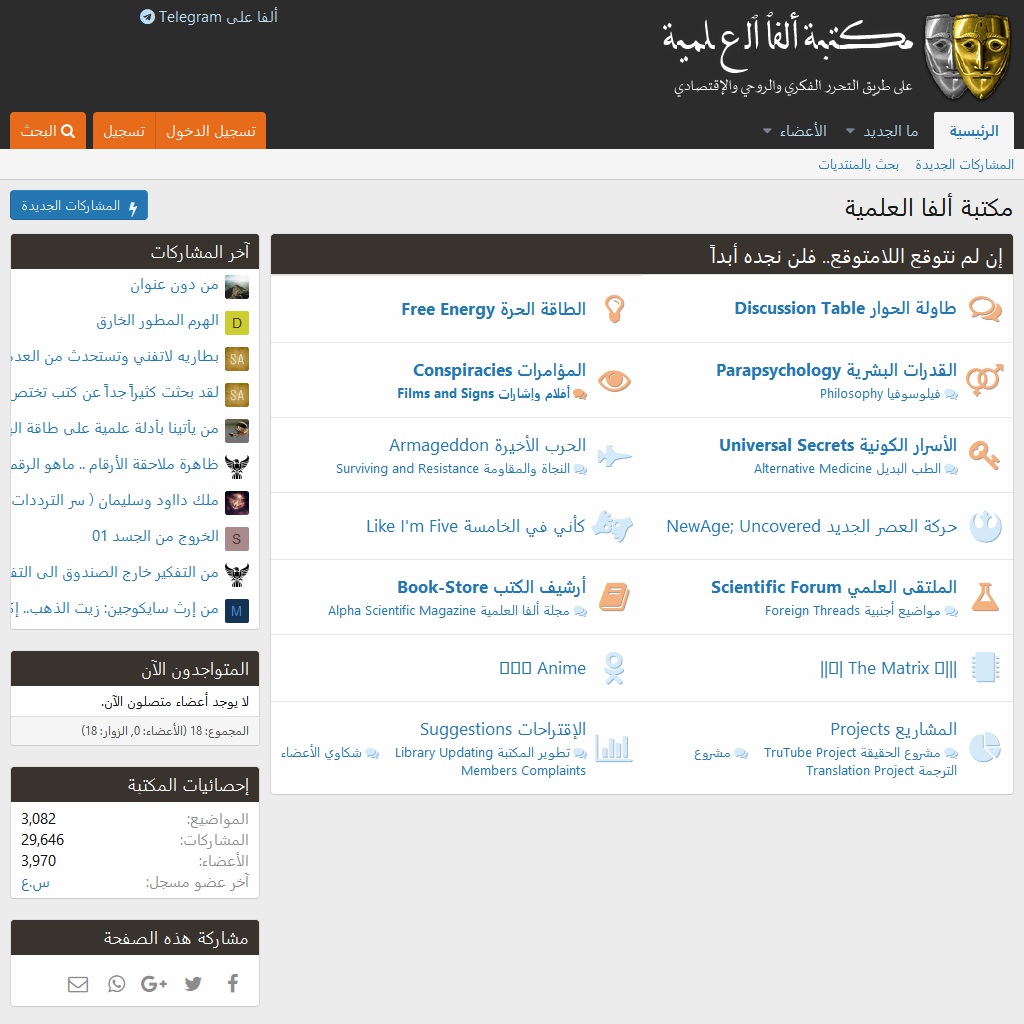 مكتبة ألفا العلمية
على طريق التحرر الفكري والروحي والإقتصادي
ألفا على Telegram
الرئيسية
ما الجديد
الأعضاء
تسجيل الدخول
تسجيل
البحث
المشاركات الجديدة
بحث بالمنتديات
مكتبة ألفا العلمية
المشاركات الجديدة
إن لم نتوقع اللامتوقع.. فلن نجده أبداً
طاولة الحوار Discussion Table
الطاقة الحرة Free Energy
القدرات البشرية Parapsychology
فيلوسوفيا Philosophy
المؤامرات Conspiracies
أفلام وإشارات Films and Signs
الأسرار الكونية Universal Secrets
الطب البديل Alternative Medicine
الحرب الأخيرة Armageddon
النجاة والمقاومة Surviving and Resistance
حركة العصر الجديد NewAge; Uncovered
كأني في الخامسة Like I'm Five
الملتقى العلمي Scientific Forum
مواضيع أجنبية Foreign Threads
أرشيف الكتب Book-Store
مجلة ألفا العلمية Alpha Scientific Magazine
The Matrix
Anime
المشاريع Projects
مشروع الحقيقة TruTube Project
مشروع
الترجمة Translation Project
الإقتراحات Suggestions
تطوير المكتبة Library Updating
شكاوي الأعضاء
Members Complaints
آخر المشاركات
من دون عنوان
D
الهرم المطور الخارق
SA
بطاريه لاتفني وتستحدث من العد
SA
لقد بحثت كثيراً جداً عن كتب تختص
من يأتينا بأدلة علمية على طاقة
ظاهرة ملاحقة الأرقام .. ماهو الرقم
ملك داود وسليمان ( سر الترددات
S
الخروج من الجسد 01
من التفكير خارج الصندوق الى
M
من إرث سايكوجين: زيت الذهب..
المتواجدون الآن
لا يوجد أعضاء متصلون الآن.
المجموع: 18 (الأعضاء: 0, الزوار: 18)
إحصائيات المكتبة
المواضيع: 3,082
المشاركات: 29,646
الأعضاء: 3,970
آخر عضو مسجل: س.ع
مشاركة هذه الصفحة